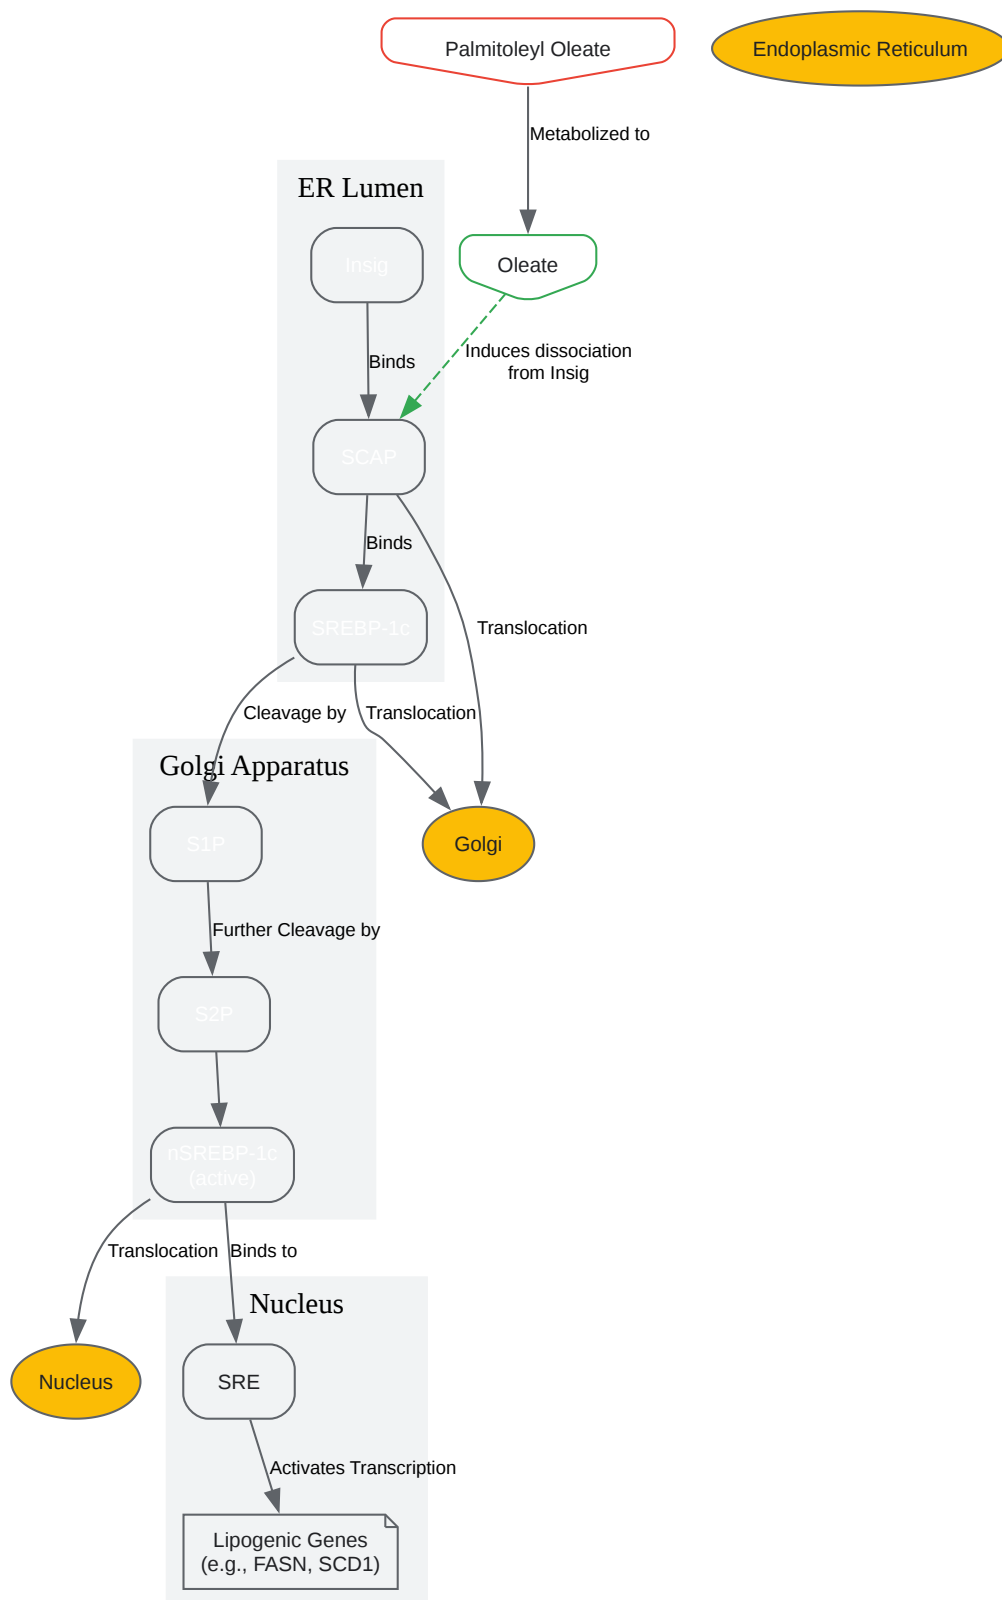 Palmitoleyl Oleate
Endoplasmic Reticulum
Metabolized to
ER Lumen
Insig
Oleate
Induces dissociation
from Insig
Binds
SCAP
Binds
SREBP-1c
Translocation
Cleavage by
Translocation
Golgi Apparatus
S1P
Golgi
Further Cleavage by
S2P
nSREBP-1c
(active)
Translocation
Binds to
Nucleus
Nucleus
SRE
Activates Transcription
Lipogenic Genes
(e.g., FASN, SCD1)